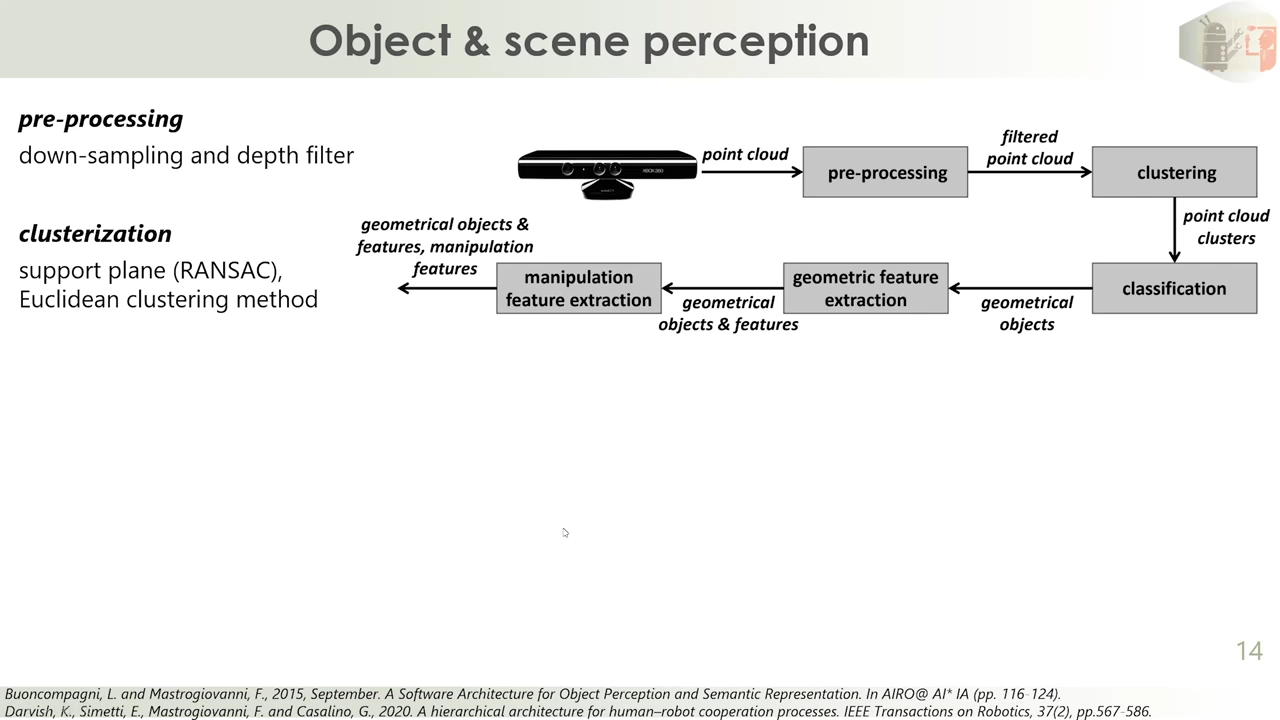 Object & scene perception
pre-processing
down-sampling and depth filter
clusterization
support plane (RANSAC),
Euclidean clustering method
XBOX 360
point cloud
pre-processing
filtered
point cloud
clustering
point cloud
clusters
classification
geometrical
objects
geometric feature
extraction
geometrical
objects & features
manipulation
feature extraction
geometrical objects &
features, manipulation
features
14
Buoncompagni, L. and Mastrogiovanni, F., 2015, September. A Software Architecture for Object Perception and Semantic Representation. In AIRO@ AI* IA (pp. 116-124).
Darvish, K., Simetti, E., Mastrogiovanni, F. and Casalino, G., 2020. A hierarchical architecture for human–robot cooperation processes. IEEE Transactions on Robotics, 37(2), pp.567-586.